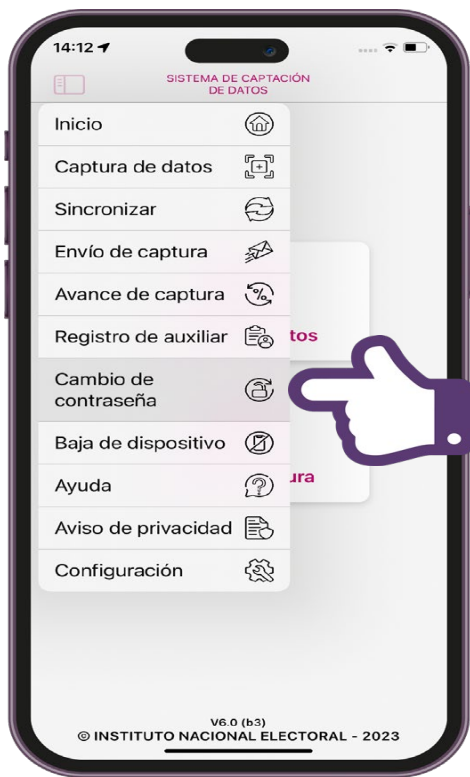 14:12
SISTEMA DE CAPTACIÓN
DE DATOS
Inicio
Captura de datos
Sincronizar
Envío de captura
Avance de captura
Registro de auxiliar
tos
Cambio de
contraseña
Baja de dispositivo
Ayuda
ura
Aviso de privacidad
Configuración
V6.0 (b3)
© INSTITUTO NACIONAL ELECTORAL - 2023